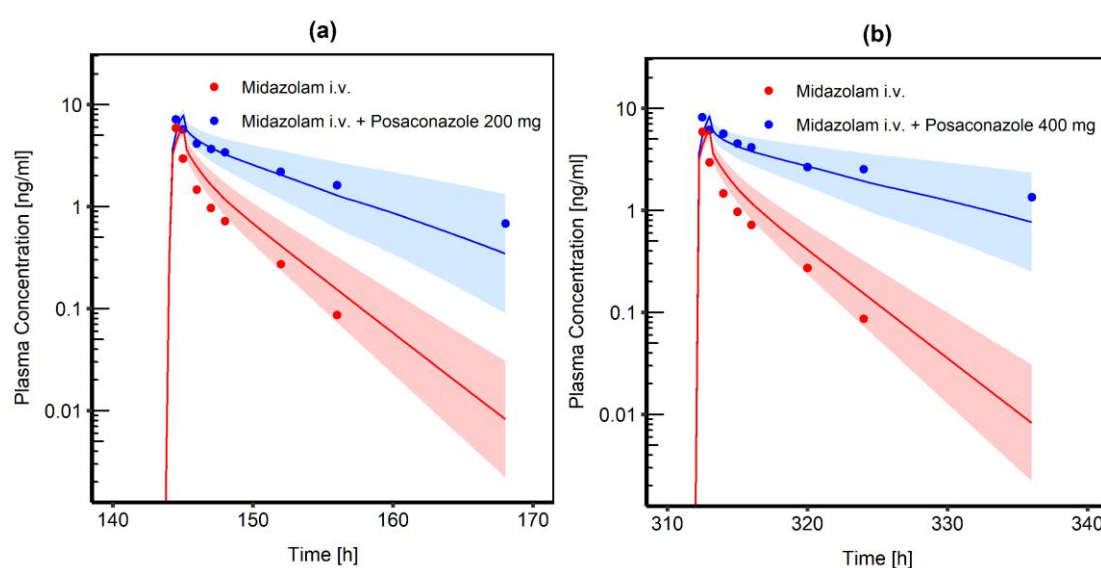 (a)
Midazolam i.v.
Midazolam i.v. + Posaconazole 200 mg
Plasma Concentration [ng/ml]
10
1
0.1
0.01
140
150
160
170
Time [h]
(b)
Midazolam i.v.
Midazolam i.v. + Posaconazole 400 mg
Plasma Concentration [ng/ml]
10
1
0.1
0.01
310
320
330
340
Time [h]